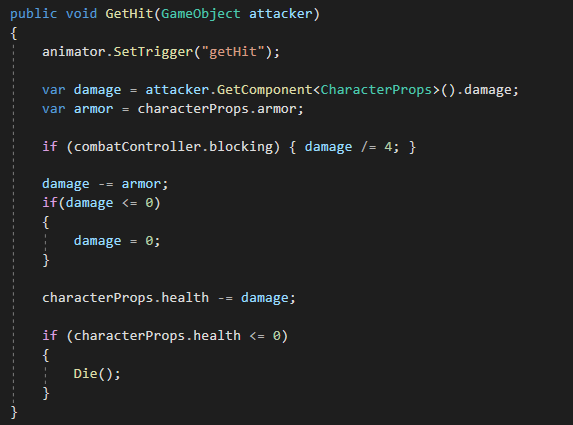 public void GetHit(GameObject attacker)
{
    animator.SetTrigger("getHit");

    var damage = attacker.GetComponent<CharacterProps>().damage;
    var armor = characterProps.armor;

    if (combatController.blocking) { damage /= 4; }

    damage -= armor;
    if(damage <= 0)
    {
        damage = 0;
    }

    characterProps.health -= damage;

    if (characterProps.health <= 0)
    {
        Die();
    }
}